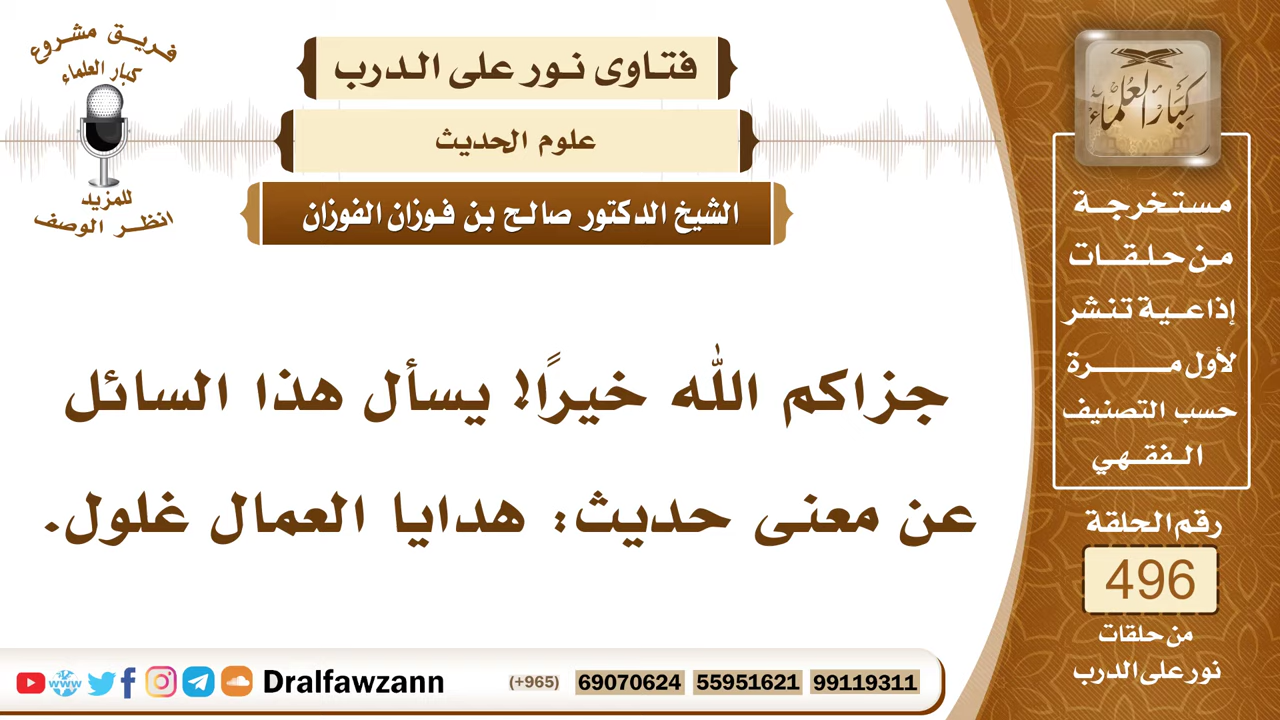 فريق مشروع
كبار العلماء
للمزيد
انظر الوصف
فتاوى نور على الدرب
علوم الحديث
الشيخ الدكتور صالح بن فوزان الفوزان
جزاكم الله خيرًا! يسأل هذا السائل
عن معنى حديث: هدايا العمال غلول.
كبار العلماء
مستخرجة
من حلقات
إذاعية تنشر
لأول مرة
حسب التصنيف
الفقهي
رقم الحلقة
496
من حلقات
نور على الدرب
www
Dralfawzann
(+965) 69070624 55951621 99119311